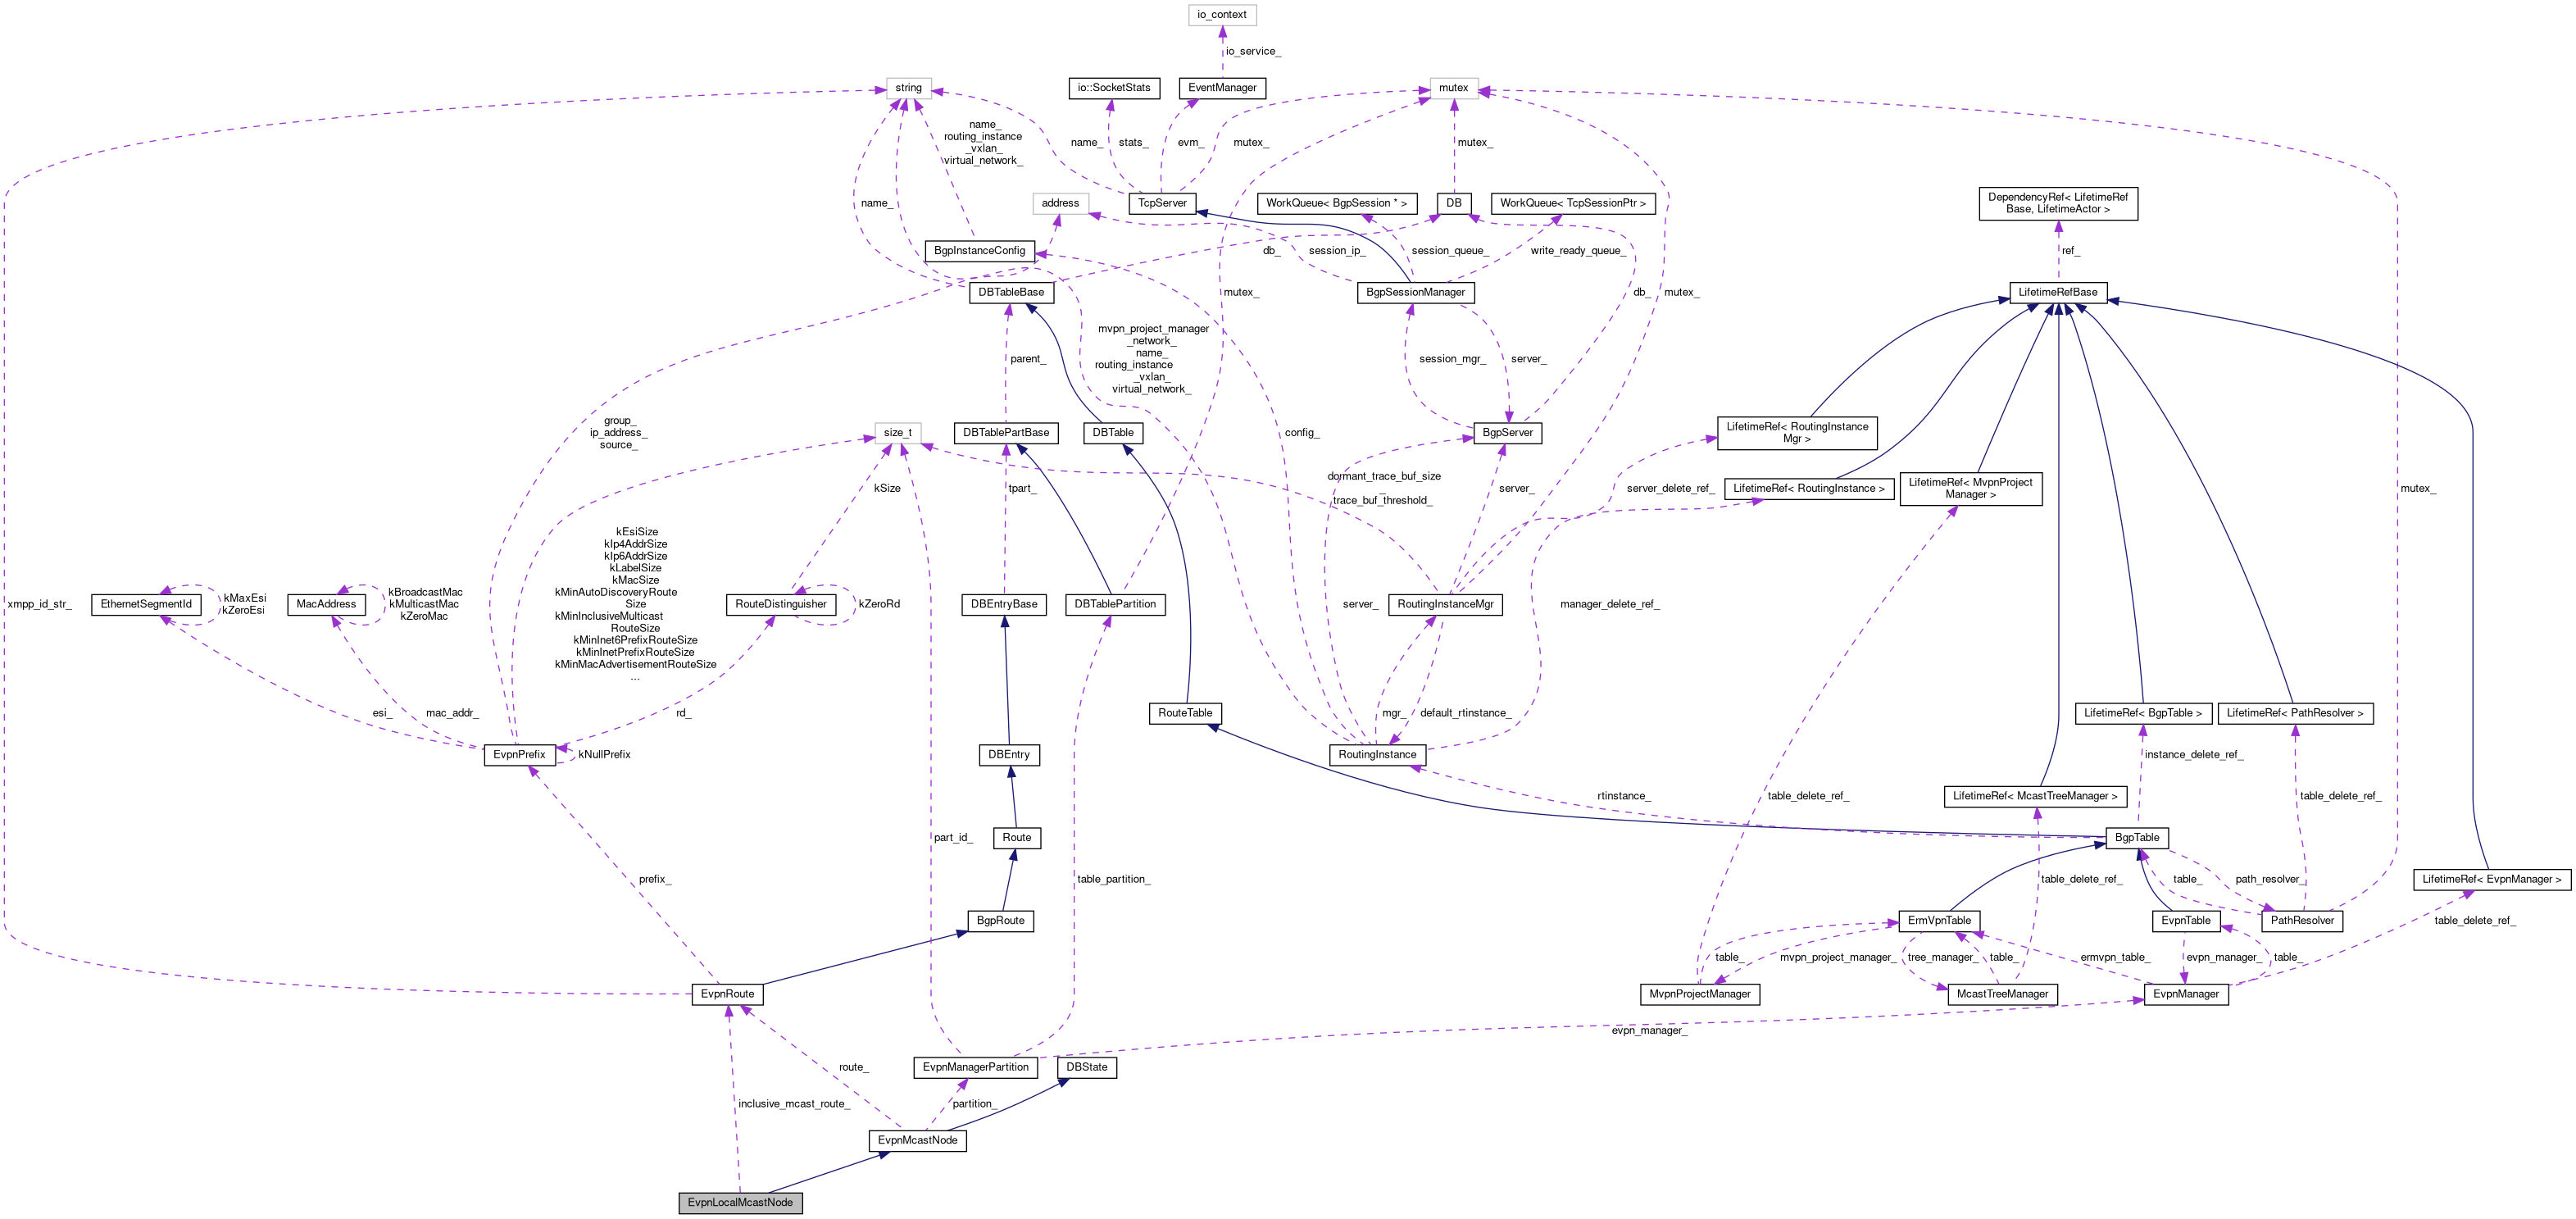 io_context
io_service_
string
io::SocketStats
EventManager
mutex
name_
routing_instance
_vxlan_
virtual_network_
name_
stats_
evm_
mutex_
mutex_
name_
address
TcpServer
WorkQueue< BgpSession * >
DB
WorkQueue< TcpSessionPtr >
DependencyRef< LifetimeRef
Base, LifetimeActor >
BgpInstanceConfig
db_
session_ip_
session_queue_
write_ready_queue_
ref_
DBTableBase
mutex_
BgpSessionManager
db_
mutex_
LifetimeRefBase
mvpn_project_manager
_network_
name_
routing_instance
_vxlan_
virtual_network_
parent_
session_mgr_
server_
group_
ip_address_
source_
size_t
DBTablePartBase
DBTable
config_
BgpServer
LifetimeRef< RoutingInstance
Mgr >
kSize
tpart_
dormant_trace_buf_size
_
trace_buf_threshold_
server_
server_delete_ref_
LifetimeRef< RoutingInstance >
LifetimeRef< MvpnProject
Manager >
mutex_
kEsiSize
kIp4AddrSize
kIp6AddrSize
kLabelSize
kMacSize
kMinAutoDiscoveryRoute
Size
kMinInclusiveMulticast
RouteSize
kMinInet6PrefixRouteSize
kMinInetPrefixRouteSize
kMinMacAdvertisementRouteSize
...
xmpp_id_str_
EthernetSegmentId
kMaxEsi
kZeroEsi
MacAddress
kBroadcastMac
kMulticastMac
kZeroMac
RouteDistinguisher
kZeroRd
DBEntryBase
DBTablePartition
server_
RoutingInstanceMgr
manager_delete_ref_
esi_
mac_addr_
rd_
RouteTable
mgr_
default_rtinstance_
LifetimeRef< BgpTable >
LifetimeRef< PathResolver >
EvpnPrefix
kNullPrefix
DBEntry
RoutingInstance
instance_delete_ref_
rtinstance_
table_delete_ref_
LifetimeRef< McastTreeManager >
table_delete_ref_
part_id_
Route
BgpTable
prefix_
table_partition_
table_delete_ref_
table_
path_resolver_
LifetimeRef< EvpnManager >
BgpRoute
ErmVpnTable
EvpnTable
PathResolver
table_delete_ref_
table_
mvpn_project_manager_
tree_manager_
table_
ermvpn_table_
evpn_manager_
table_
EvpnRoute
MvpnProjectManager
McastTreeManager
EvpnManager
evpn_manager_
route_
EvpnManagerPartition
DBState
inclusive_mcast_route_
partition_
EvpnMcastNode
EvpnLocalMcastNode